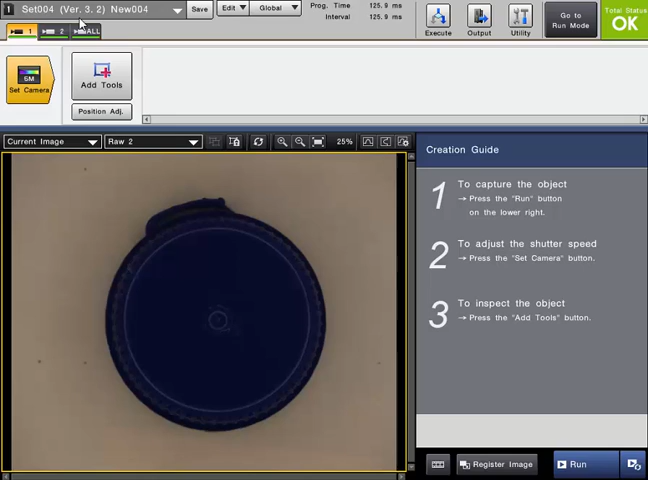 1 Set004 (Ver. 3. 2) New004
Save
Edit
Global
Prog. Time 125.9 ms
Interval 125.9 ms
Execute
Output
Utility
Go to
Run Mode
Total Status
OK
1
2
ALL
5M
Set Camera
Add Tools
Position Adj.
Current Image
Raw 2
25%
Creation Guide
1 To capture the object
→ Press the "Run" button
on the lower right.
2 To adjust the shutter speed
→ Press the "Set Camera" button.
3 To inspect the object
→ Press the "Add Tools" button.
Register Image
Run